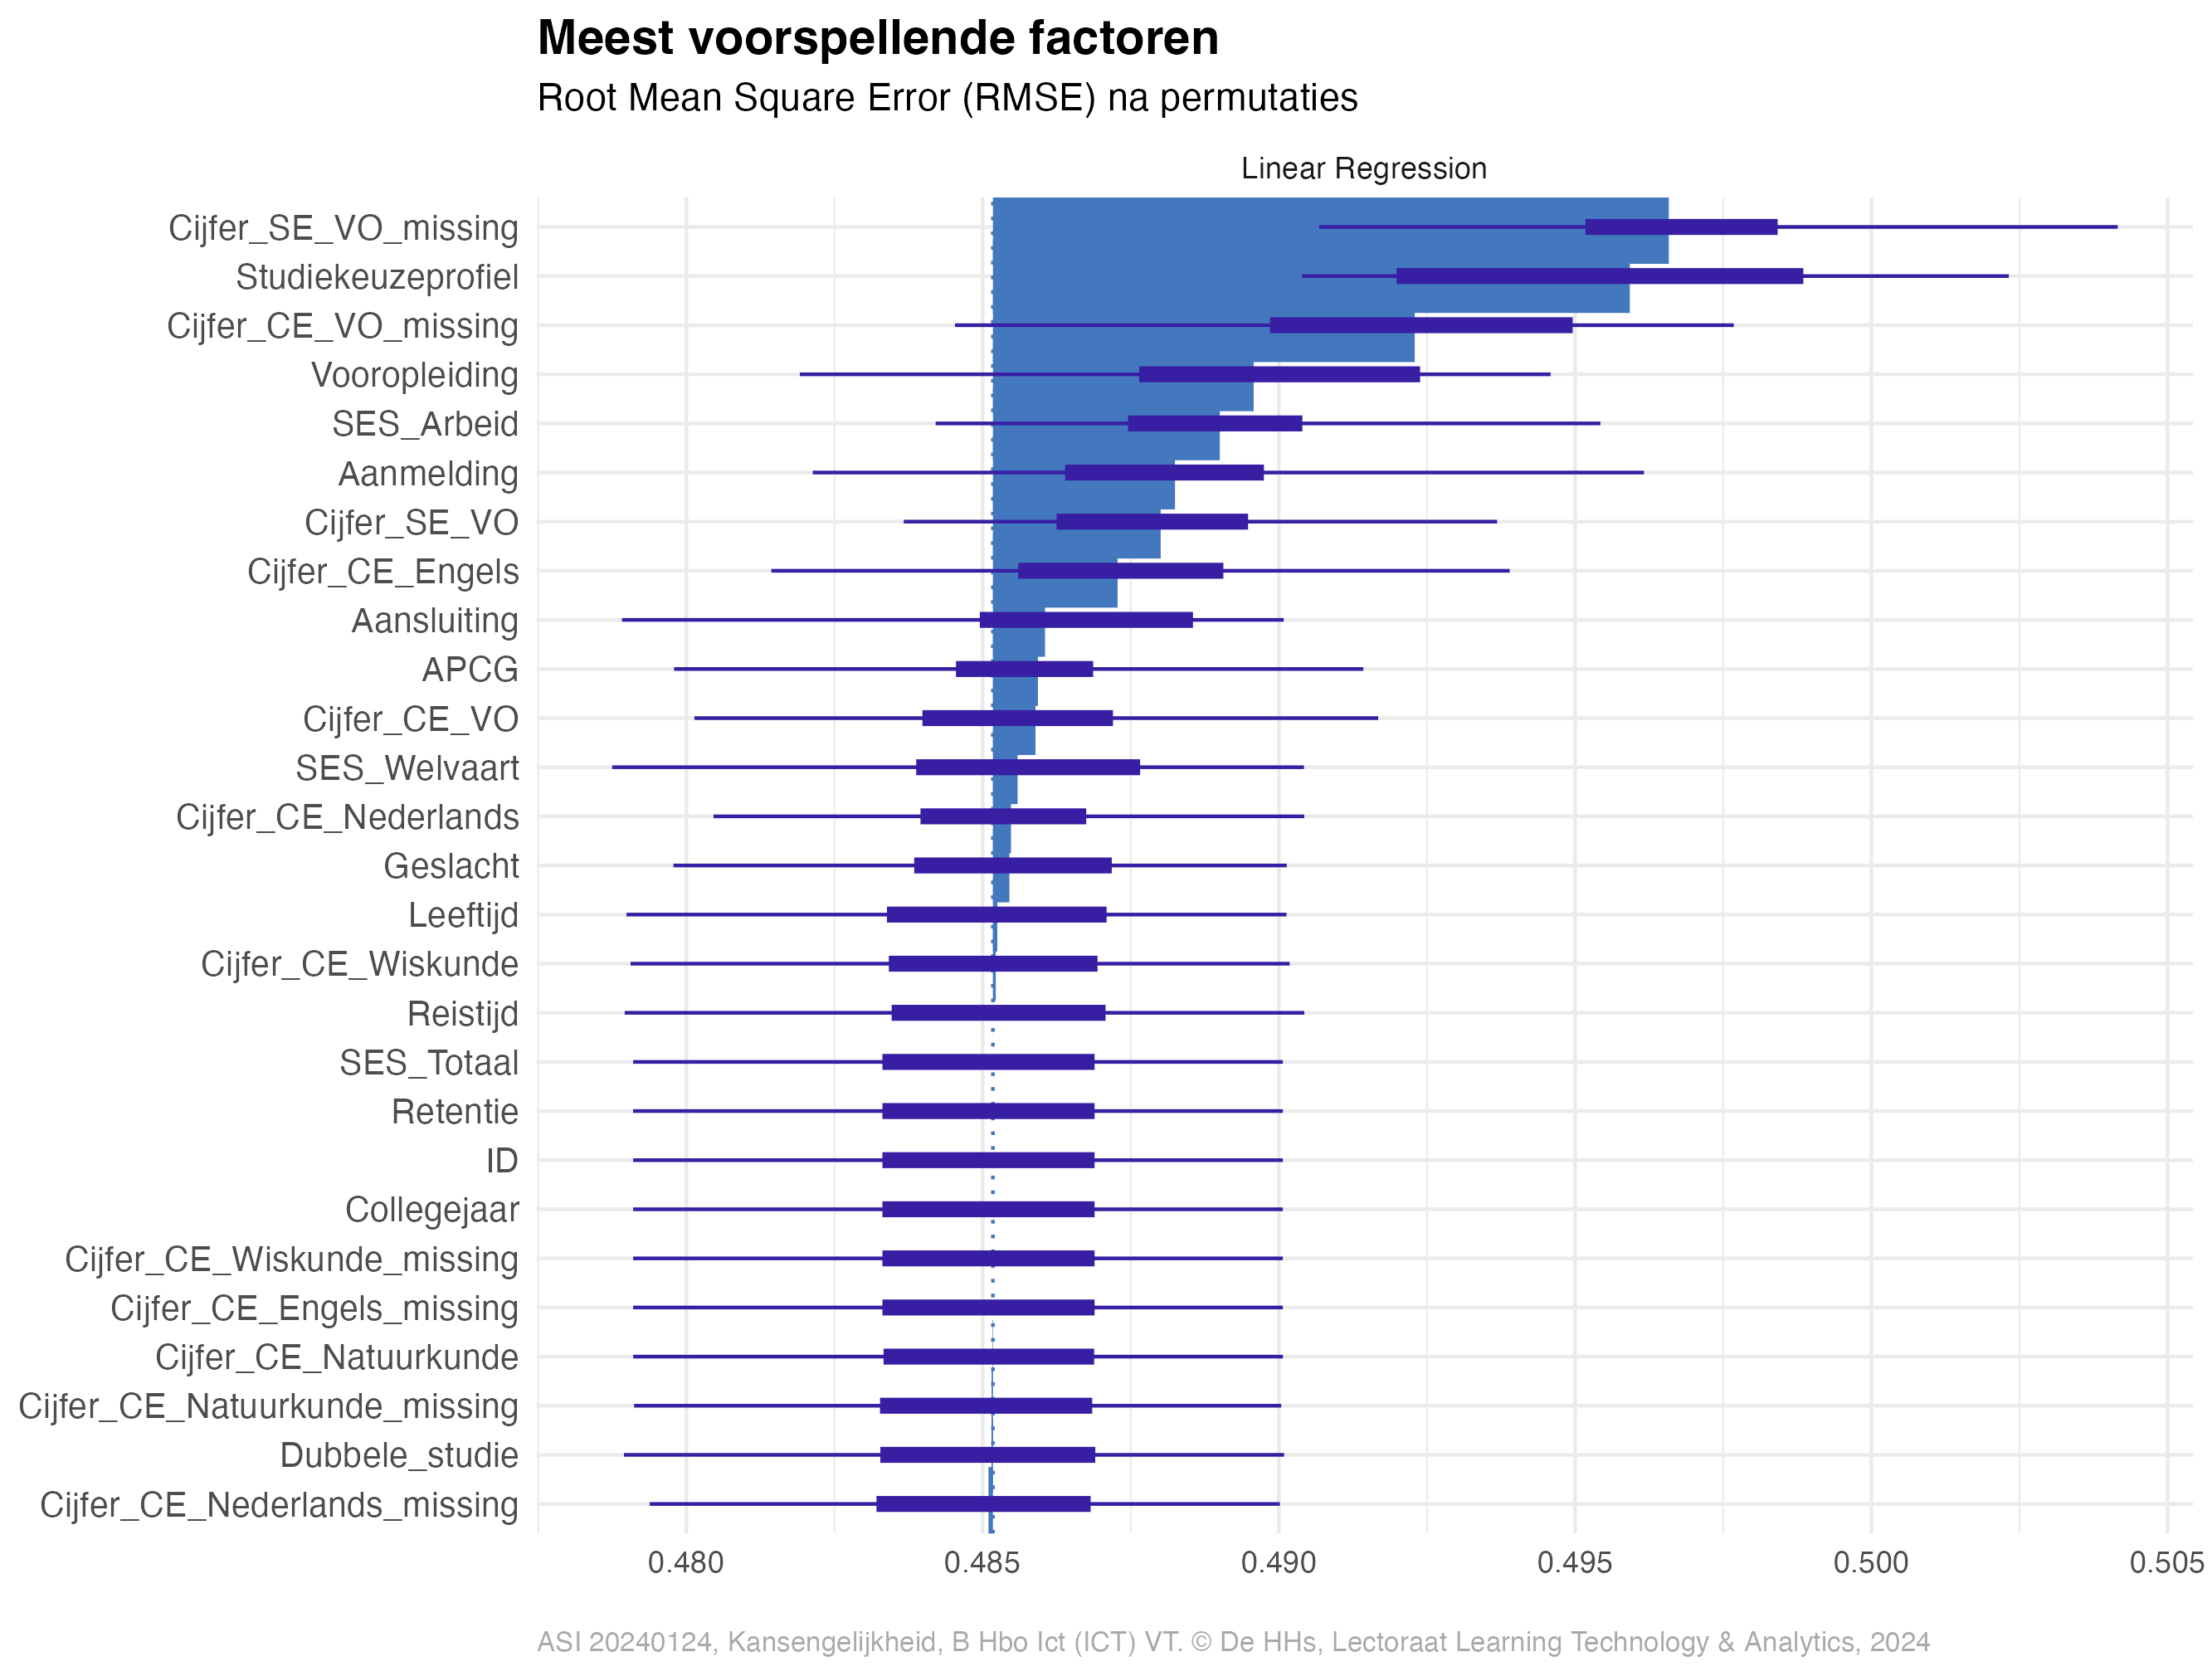 Meest voorspellende factoren
Root Mean Square Error (RMSE) na permutaties
Linear Regression
Cijfer_SE_VO_missing
Studiekeuzeprofiel
Cijfer_CE_VO_missing
Vooropleiding
SES_Arbeid
Aanmelding
Cijfer_SE_VO
Cijfer_CE_Engels
Aansluiting
APCG
Cijfer_CE_VO
SES_Welvaart
Cijfer_CE_Nederlands
Geslacht
Leeftijd
Cijfer_CE_Wiskunde
Reistijd
SES_Totaal
Retentie
ID
Collegejaar
Cijfer_CE_Wiskunde_missing
Cijfer_CE_Engels_missing
Cijfer_CE_Natuurkunde
Cijfer_CE_Natuurkunde_missing
Dubbele_studie
Cijfer_CE_Nederlands_missing
0.480 0.485 0.490 0.495 0.500 0.505
ASI 20240124, Kansengelijkheid, B Hbo Ict (ICT) VT. © De HHs, Lectoraat Learning Technology & Analytics, 2024